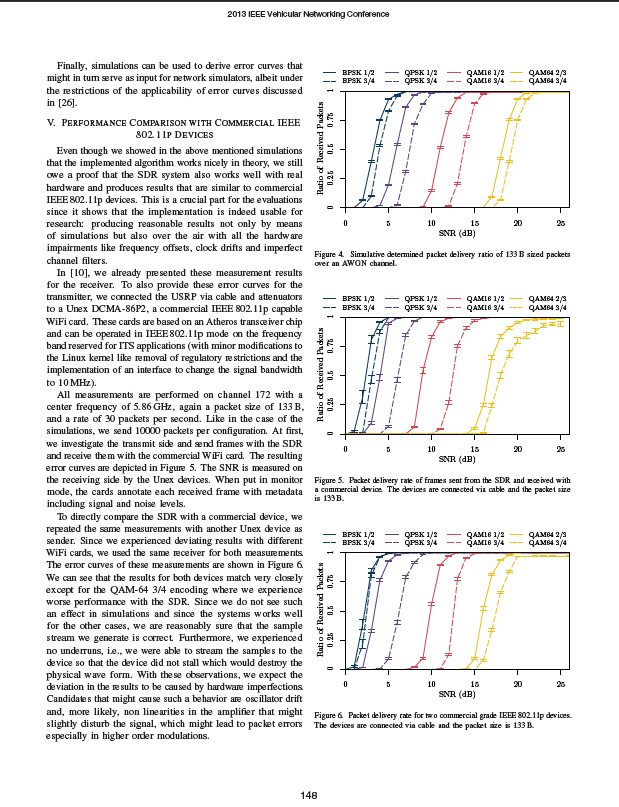 2013 IEEE Vehicular Networking Conference
Finally, simulations can be used to derive error curves that
might in turn serve as input for network simulators, albeit under
the restrictions of the applicability of error curves discussed
in [26].
V. PERFORMANCE COMPARISON WITH COMMERCIAL IEEE
802.11P DEVICES
Even though we showed in the above mentioned simulations
that the implemented algorithm works nicely in theory, we still
owe a proof that the SDR system also works well with real
hardware and produces results that are similar to commercial
IEEE 802.11p devices. This is a crucial part for the evaluations
since it shows that the implementation is indeed usable for
research: producing reasonable results not only by means
of simulations but also over the air with all the hardware
impairments like frequency offsets, clock drifts and imperfect
channel filters.
In [10], we already presented these measurement results
for the receiver. To also provide these error curves for the
transmitter, we connected the USRP via cable and attenuators
to a Unex DCMA-86P2, a commercial IEEE 802.11p capable
WiFi card. These cards are based on an Atheros transceiver chip
and can be operated in IEEE 802.11p mode on the frequency
band reserved for ITS applications (with minor modifications to
the Linux kernel like removal of regulatory restrictions and the
implementation of an interface to change the signal bandwidth
to 10 MHz).
All measurements are performed on channel 172 with a
center frequency of 5.86 GHz, again a packet size of 133 B,
and a rate of 30 packets per second. Like in the case of the
simulations, we send 10000 packets per configuration. At first,
we investigate the transmit side and send frames with the SDR
and receive them with the commercial WiFi card. The resulting
error curves are depicted in Figure 5. The SNR is measured on
the receiving side by the Unex devices. When put in monitor
mode, the cards annotate each received frame with metadata
including signal and noise levels.
To directly compare the SDR with a commercial device, we
repeated the same measurements with another Unex device as
sender. Since we experienced deviating results with different
WiFi cards, we used the same receiver for both measurements.
The error curves of these measurements are shown in Figure 6.
We can see that the results for both devices match very closely
except for the QAM-64 3/4 encoding where we experience
worse performance with the SDR. Since we do not see such
an effect in simulations and since the systems works well
for the other cases, we are reasonably sure that the sample
stream we generate is correct. Furthermore, we experienced
no underruns, i.e., we were able to stream the samples to the
device so that the device did not stall which would destroy the
physical wave form. With these observations, we expect the
deviation in the results to be caused by hardware imperfections.
Candidates that might cause such a behavior are oscillator drift
and, more likely, non linearities in the amplifier that might
slightly disturb the signal, which might lead to packet errors
especially in higher order modulations.
BPSK 1/2 QPSK 1/2 QAM16 1/2 QAM64 2/3
BPSK 3/4 QPSK 3/4 QAM16 3/4 QAM64 3/4
Ratio of Received Packets
0 0.25 0.5 0.75 1
0 5 10 15 20 25
SNR (dB)
Figure 4. Simulative determined packet delivery ratio of 133 B sized packets
over an AWGN channel.
BPSK 1/2 QPSK 1/2 QAM16 1/2 QAM64 2/3
BPSK 3/4 QPSK 3/4 QAM16 3/4 QAM64 3/4
Ratio of Received Packets
0 0.25 0.5 0.75 1
0 5 10 15 20 25
SNR (dB)
Figure 5. Packet delivery rate of frames sent from the SDR and received with
a commercial device. The devices are connected via cable and the packet size
is 133 B.
BPSK 1/2 QPSK 1/2 QAM16 1/2 QAM64 2/3
BPSK 3/4 QPSK 3/4 QAM16 3/4 QAM64 3/4
Ratio of Received Packets
0 0.25 0.5 0.75 1
0 5 10 15 20 25
SNR (dB)
Figure 6. Packet delivery rate for two commercial grade IEEE 802.11p devices.
The devices are connected via cable and the packet size is 133 B.
148